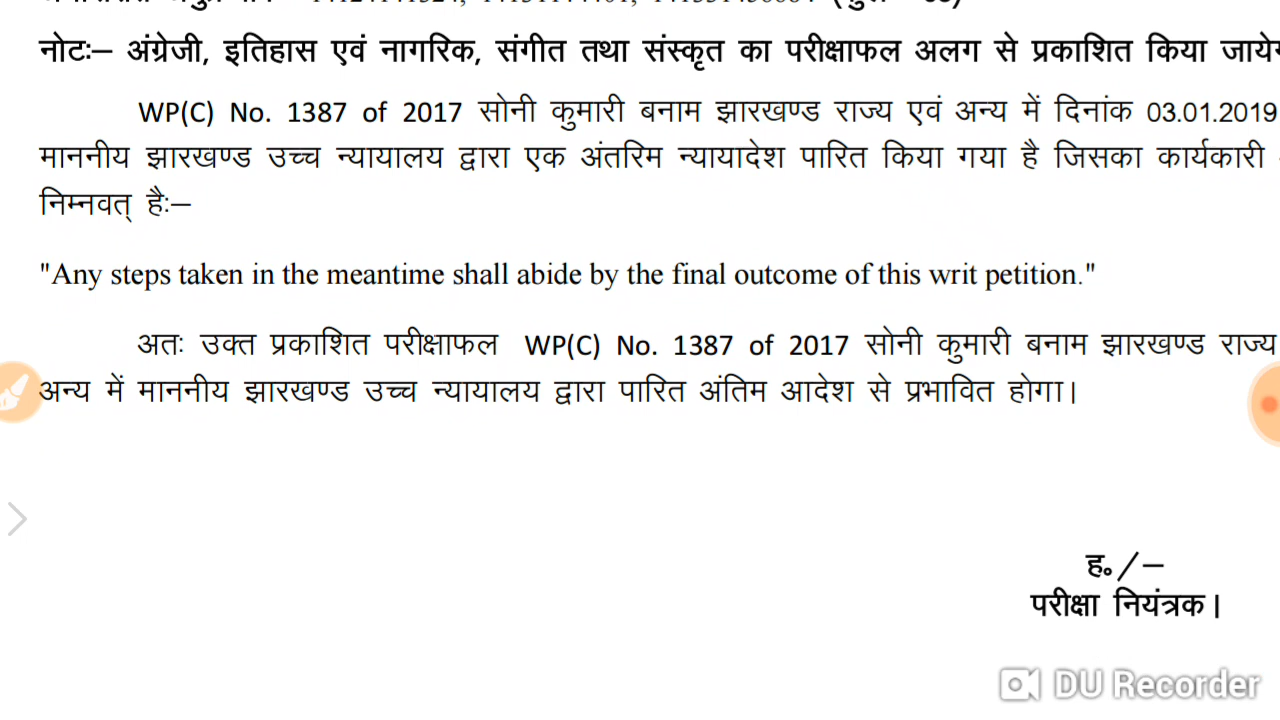 नोटः– अंग्रेजी, इतिहास एवं नागरिक, संगीत तथा संस्कृत का परीक्षाफल अलग से प्रकाशित किया
WP(C) No. 1387 of 2017 सोनी कुमारी बनाम झारखण्ड राज्य एवं अन्य में दिनांक 03.01.2019
माननीय झारखण्ड उच्च न्यायालय द्वारा एक अंतरिम न्यायादेश पारित किया गया है जिसका कार्यकारी
निम्नवत् हैः–
"Any steps taken in the meantime shall abide by the final outcome of this writ petition."
अतः उक्त प्रकाशित परीक्षाफल WP(C) No. 1387 of 2017 सोनी कुमारी बनाम झारखण्ड राज्य
अन्य में माननीय झारखण्ड उच्च न्यायालय द्वारा पारित अंतिम आदेश से प्रभावित होगा।
ह॰/–
परीक्षा नियंत्रक।
DU Recorder